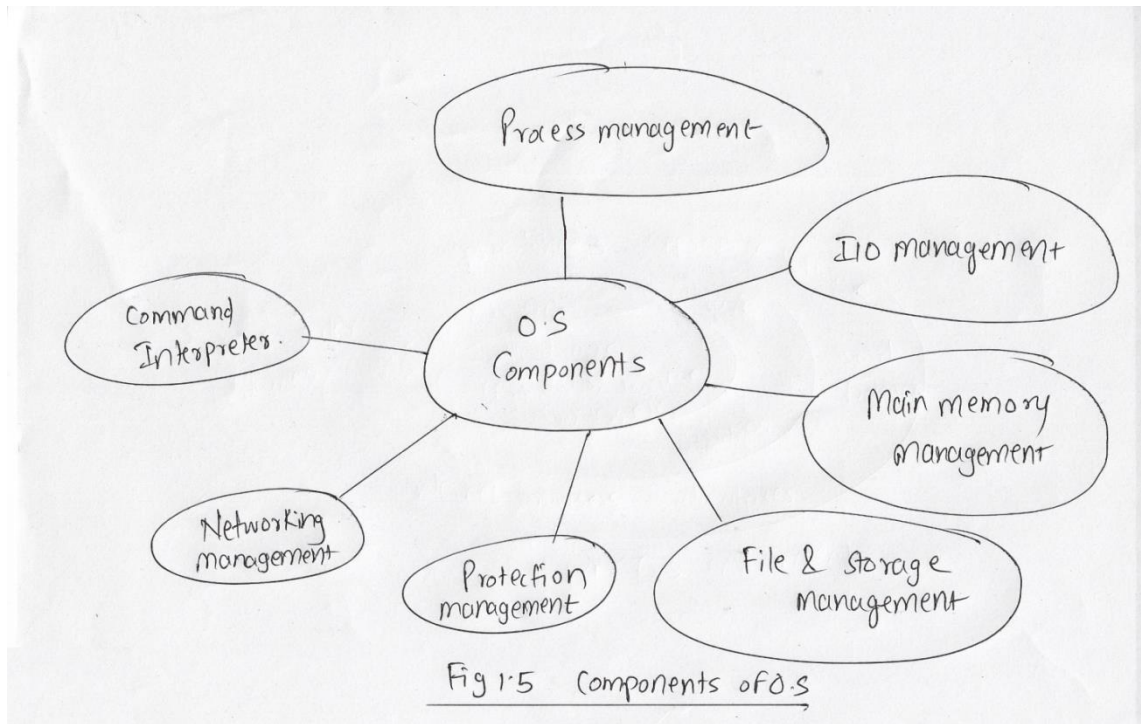 Process management
I/O management
O.S
Components
Command
Interpreter.
Main memory
management
Networking
management
Protection
management
File & storage
management
Fig 1.5 Components of O.S